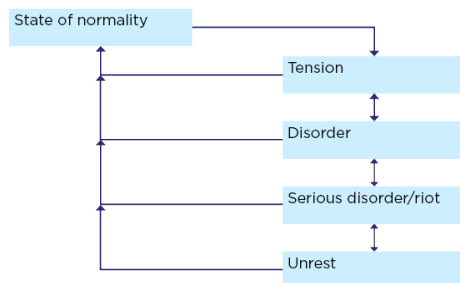 State of normality
Tension
Disorder
Serious disorder/riot
Unrest